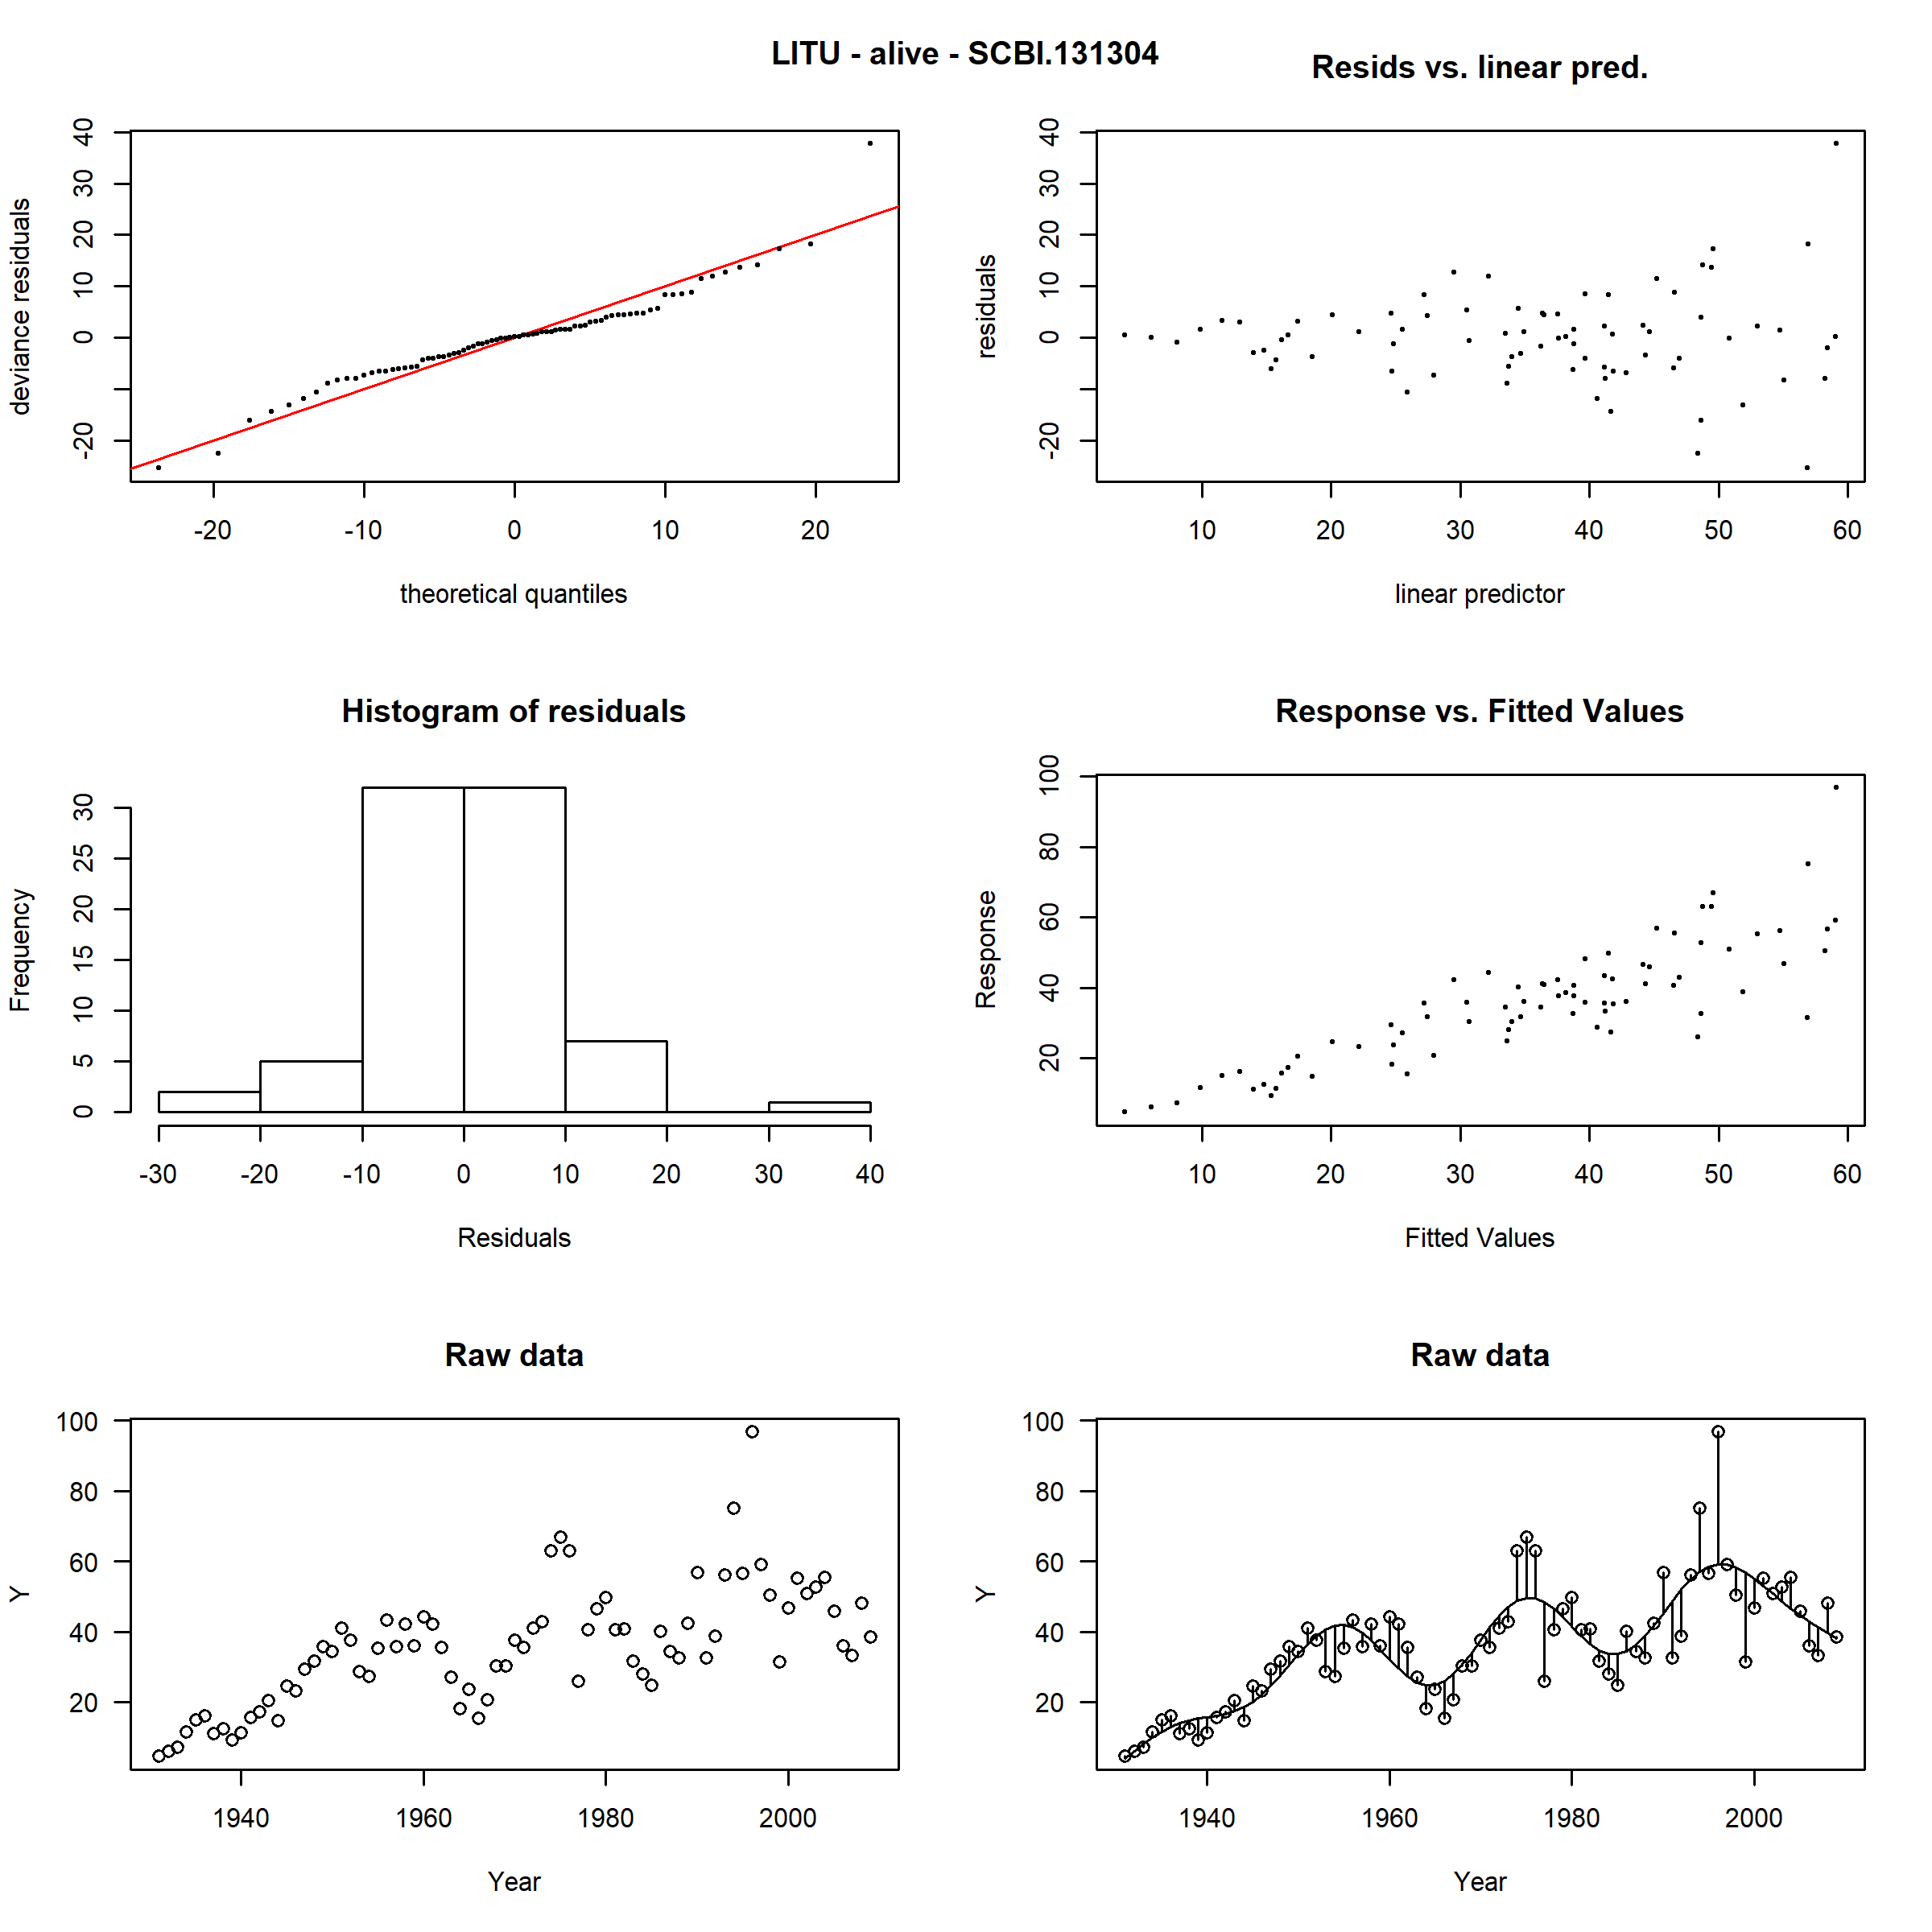 LITU - alive - SCBI.131304
deviance residuals
-20 0 10 20 30 40
-20 -10 0 10 20
theoretical quantiles
Resids vs. linear pred.
residuals
-20 0 10 20 30 40
10 20 30 40 50 60
linear predictor
Histogram of residuals
Frequency
0 5 10 15 20 25 30
-30 -20 -10 0 10 20 30 40
Residuals
Response vs. Fitted Values
Response
20 40 60 80 100
10 20 30 40 50 60
Fitted Values
Raw data
Y
100
80
60
40
20
1940 1960 1980 2000
Year
Raw data
Y
100
80
60
40
20
1940 1960 1980 2000
Year